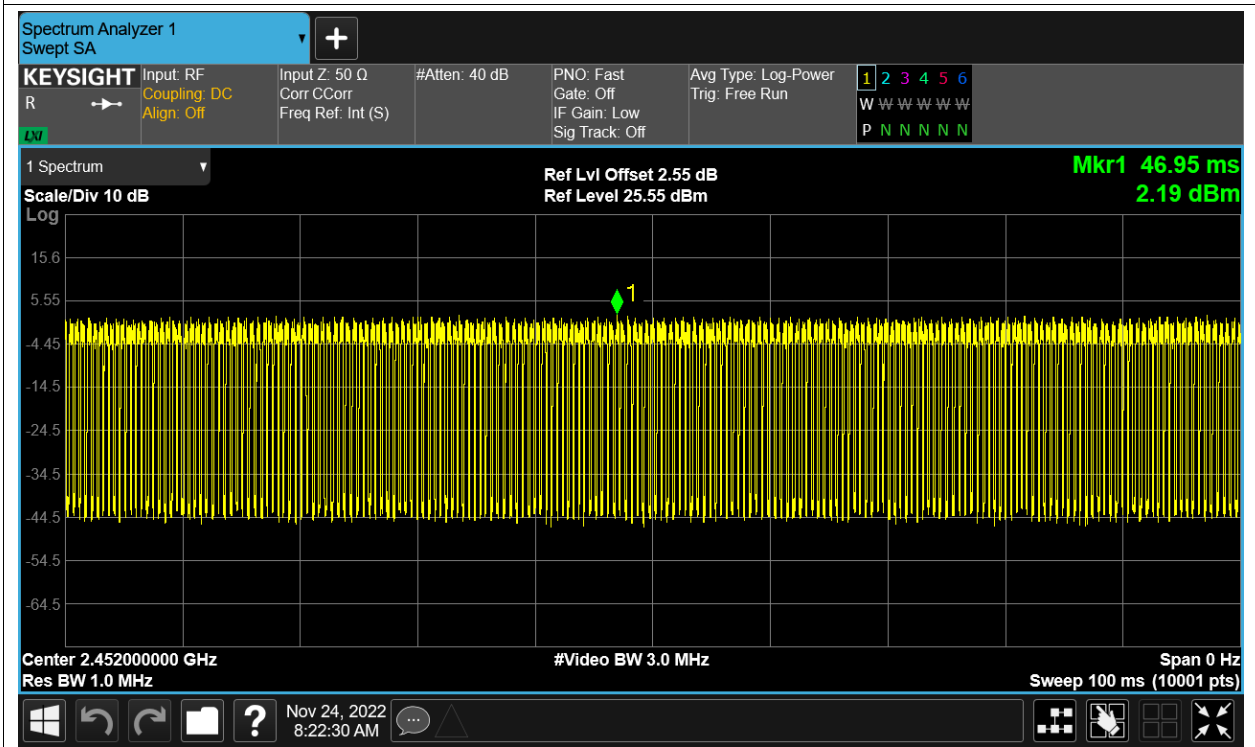 Spectrum Analyzer 1
Swept SA
+
KEYSIGHT
R
LXI
Input: RF
Coupling: DC
Align: Off
Input Z: 50 Ω
Corr CCorr
Freq Ref: Int (S)
#Atten: 40 dB
PNO: Fast
Gate: Off
IF Gain: Low
Sig Track: Off
Avg Type: Log-Power
Trig: Free Run
1 2 3 4 5 6
W W W W W W
P N N N N N
1 Spectrum
Scale/Div 10 dB
Ref Lvl Offset 2.55 dB
Ref Level 25.55 dBm
Mkr1 46.95 ms
2.19 dBm
Log
15.6
5.55
-4.45
-14.5
-24.5
-34.5
-44.5
-54.5
-64.5
1
Center 2.452000000 GHz
Res BW 1.0 MHz
#Video BW 3.0 MHz
Span 0 Hz
Sweep 100 ms (10001 pts)
?
Nov 24, 2022
8:22:30 AM